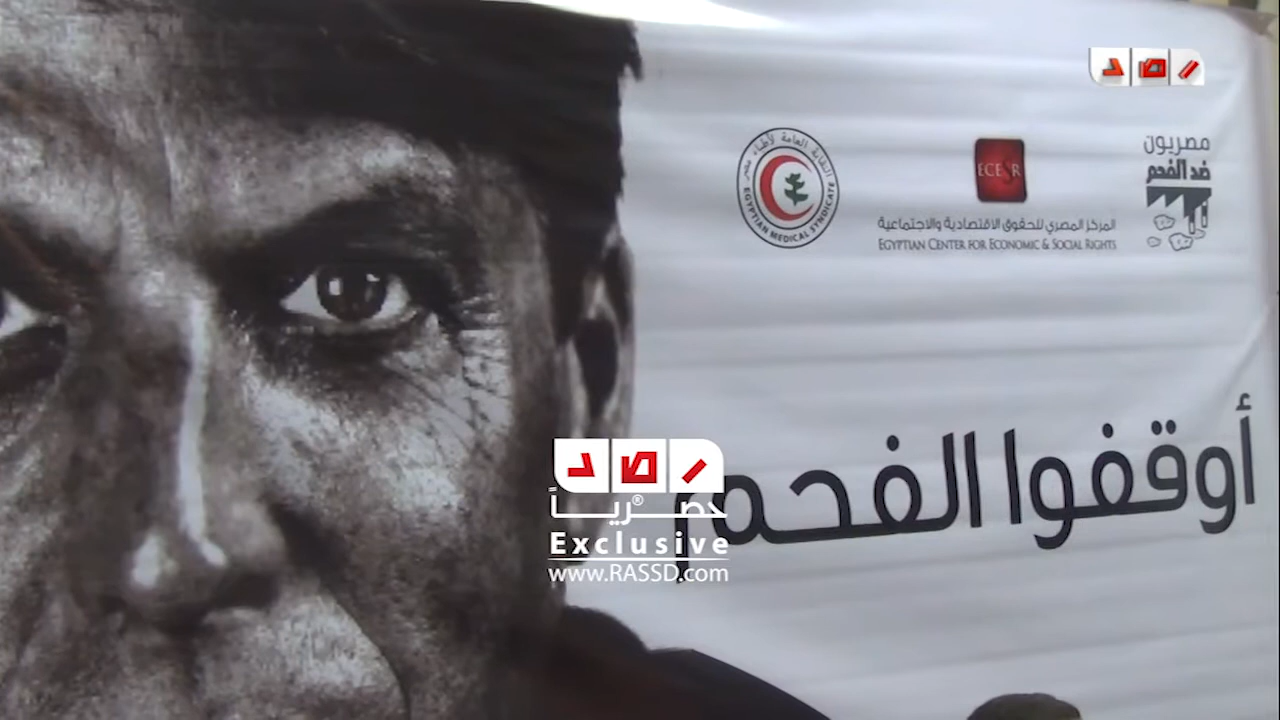 رصد
مصريون
ضد الفحم
ECESR
المركز المصري للحقوق الاقتصادية والاجتماعية
EGYPTIAN CENTER FOR ECONOMIC & SOCIAL RIGHTS
النقابة العامة لأطباء مصر
EGYPTIAN MEDICAL SYNDICATE
أوقفوا الفحم
رصد
حصرياً®
Exclusive
www.RASSD.com